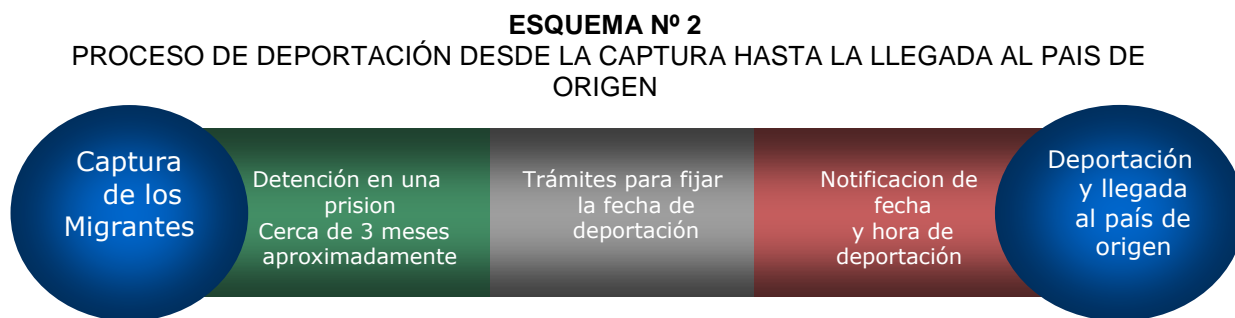 ESQUEMA Nº 2
PROCESO DE DEPORTACIÓN DESDE LA CAPTURA HASTA LA LLEGADA AL PAIS DE
ORIGEN
Captura
de los
Migrantes
Detención en una
prision
Cerca de 3 meses
aproximadamente
Trámites para fijar
la fecha de
deportación
Notificacion de
fecha
y hora de
deportación
Deportación
y llegada
al país de
origen